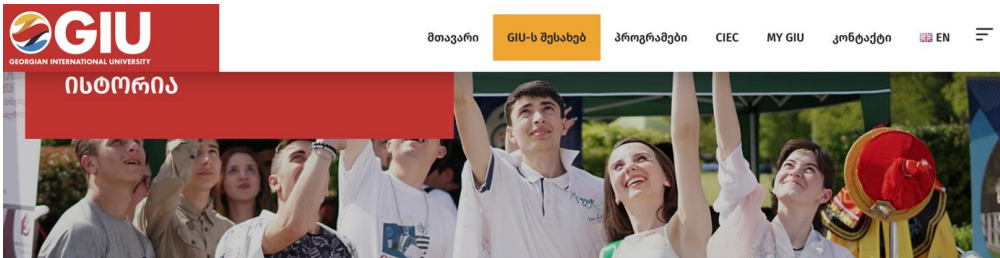 GIU
GEORGIAN INTERNATIONAL UNIVERSITY
მთავარი
GIU-ს შესახებ
პროგრამები
CIEC
MY GIU
კონტაქტი
EN
ისტორია